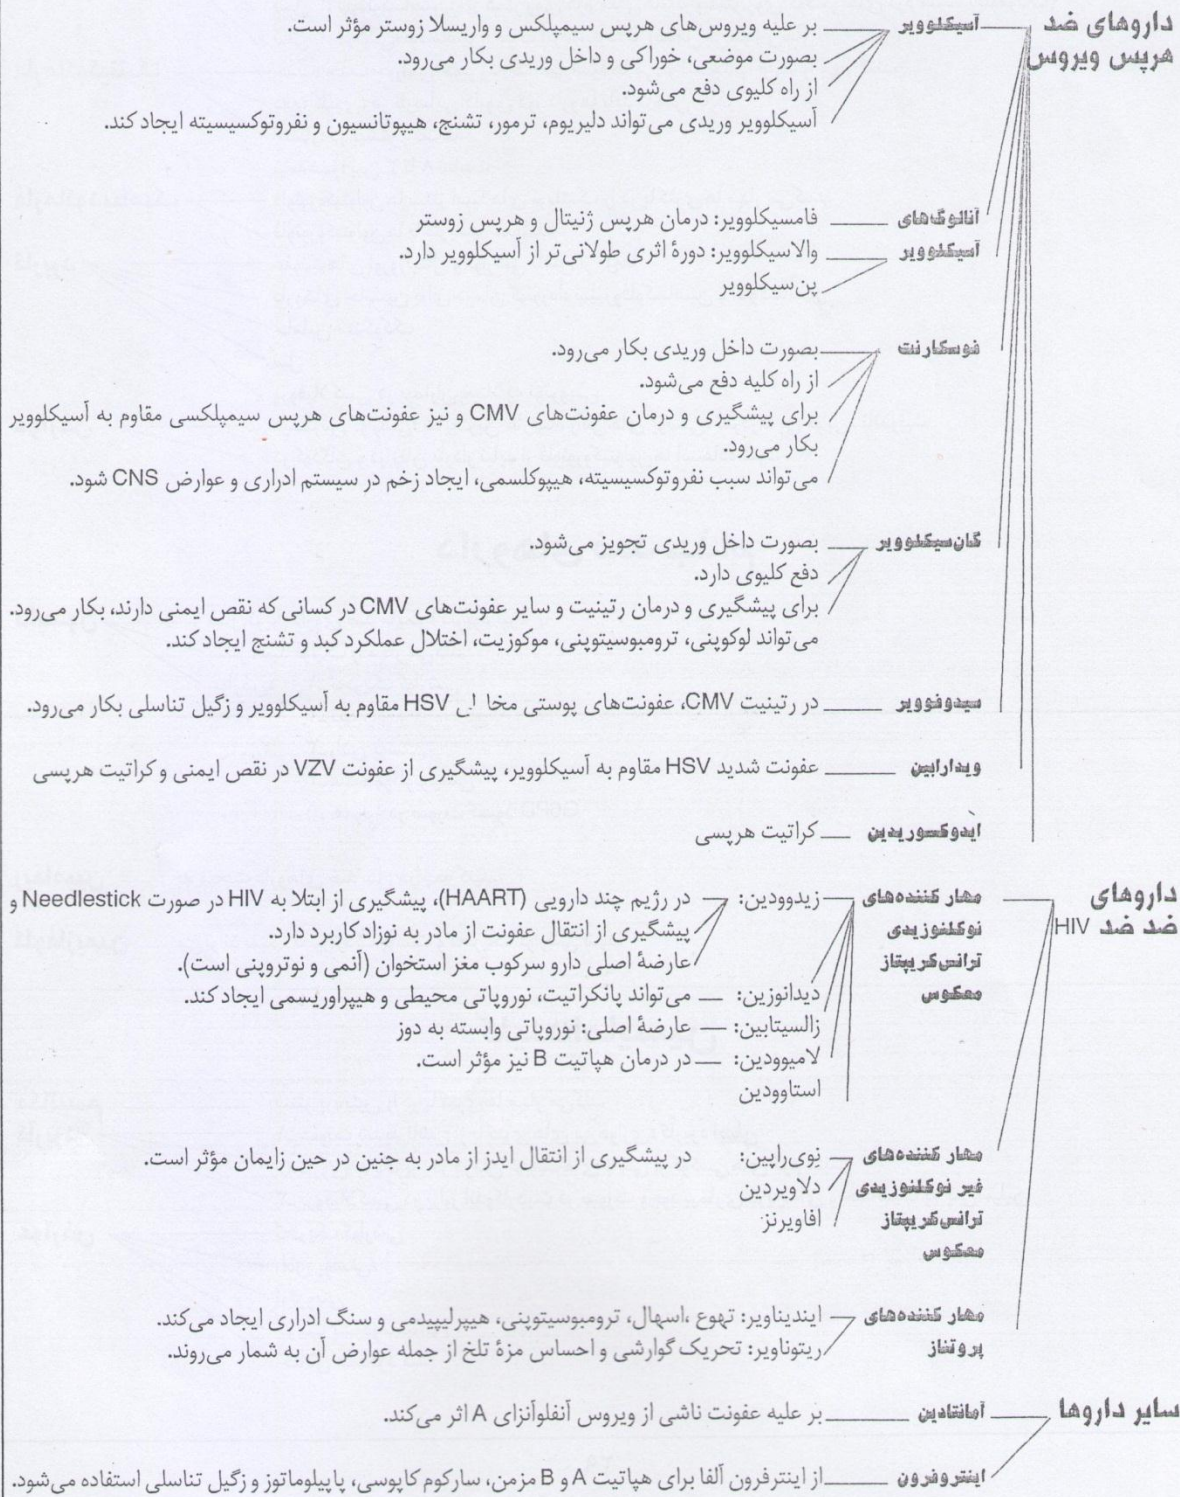 داروهای ضد
هرپس ویروس
آسیکلوویر
بر علیه ویروس‌های هرپس سیمپلکس و واریسلا زوستر مؤثر است.
بصورت موضعی، خوراکی و داخل وریدی بکار می‌رود.
از راه کلیوی دفع می‌شود.
آسیکلوویر وریدی می‌تواند دلیریوم، ترمور، تشنج، هیپوتانسیون و نفروتوکسیسیته ایجاد کند.
آنالوگ‌های
آسیکلوویر
فامسیکلوویر: درمان هرپس ژنیتال و هرپس زوستر
والاسیکلوویر: دورهٔ اثری طولانی‌تر از آسیکلوویر دارد.
پن‌سیکلوویر
فوسکارنت
بصورت داخل وریدی بکار می‌رود.
از راه کلیه دفع می‌شود.
برای پیشگیری و درمان عفونت‌های CMV و نیز عفونت‌های هرپس سیمپلکسی مقاوم به آسیکلوویر
بکار می‌رود.
می‌تواند سبب نفروتوکسیسیته، هیپوکلسمی، ایجاد زخم در سیستم ادراری و عوارض CNS شود.
گان‌سیکلوویر
بصورت داخل وریدی تجویز می‌شود.
دفع کلیوی دارد.
برای پیشگیری و درمان رتینیت و سایر عفونت‌های CMV در کسانی که نقص ایمنی دارند، بکار می‌رود.
می‌تواند لوکوپنی، ترومبوسیتوپنی، موکوزیت، اختلال عملکرد کبد و تشنج ایجاد کند.
سیدوفوویر
در رتینیت CMV، عفونت‌های پوستی HSV مقاوم به آسیکلوویر و زگیل تناسلی بکار می‌رود.
ویدارابین
عفونت شدید HSV مقاوم به آسیکلوویر، پیشگیری از عفونت VZV در نقص ایمنی و کراتیت هرپسی
ایدوکسوریدین
کراتیت هرپسی
داروهای
ضد ضد HIV
مهار کننده‌های
نوکلئوزیدی
ترانس‌کریپتاز
معکوس
زیدوودین: در رژیم چند دارویی (HAART)، پیشگیری از ابتلا به HIV در صورت Needlestick و
پیشگیری از انتقال عفونت از مادر به نوزاد کاربرد دارد.
عارضهٔ اصلی دارو سرکوب مغز استخوان (آنمی و نوتروپنی است).
دیدانوزین: می‌تواند پانکراتیت، نوروپاتی محیطی و هیپراوریسمی ایجاد کند.
زالسیتابین: عارضهٔ اصلی: نوروپاتی وابسته به دوز
لامیوودین: در درمان هپاتیت B نیز مؤثر است.
استاوودین
مهار کننده‌های
غیر نوکلئوزیدی
ترانس‌کریپتاز
معکوس
نِوی‌راپین: در پیشگیری از انتقال ایدز از مادر به جنین در حین زایمان مؤثر است.
دلاویردین
افاویرنز
مهار کننده‌های
پروتئاز
ایندیناویر: تهوع ،اسهال، ترومبوسیتوپنی، هیپرلیپیدمی و سنگ ادراری ایجاد می‌کند.
ریتوناویر: تحریک گوارشی و احساس مزهٔ تلخ از جمله عوارض آن به شمار می‌روند.
سایر داروها
آمانتادین
بر علیه عفونت ناشی از ویروس آنفلوآنزای A اثر می‌کند.
اینتروفرون
از اینترفرون آلفا برای هپاتیت A و B مزمن، سارکوم کاپوسی، پاپیلوماتوز و زگیل تناسلی استفاده می‌شود.